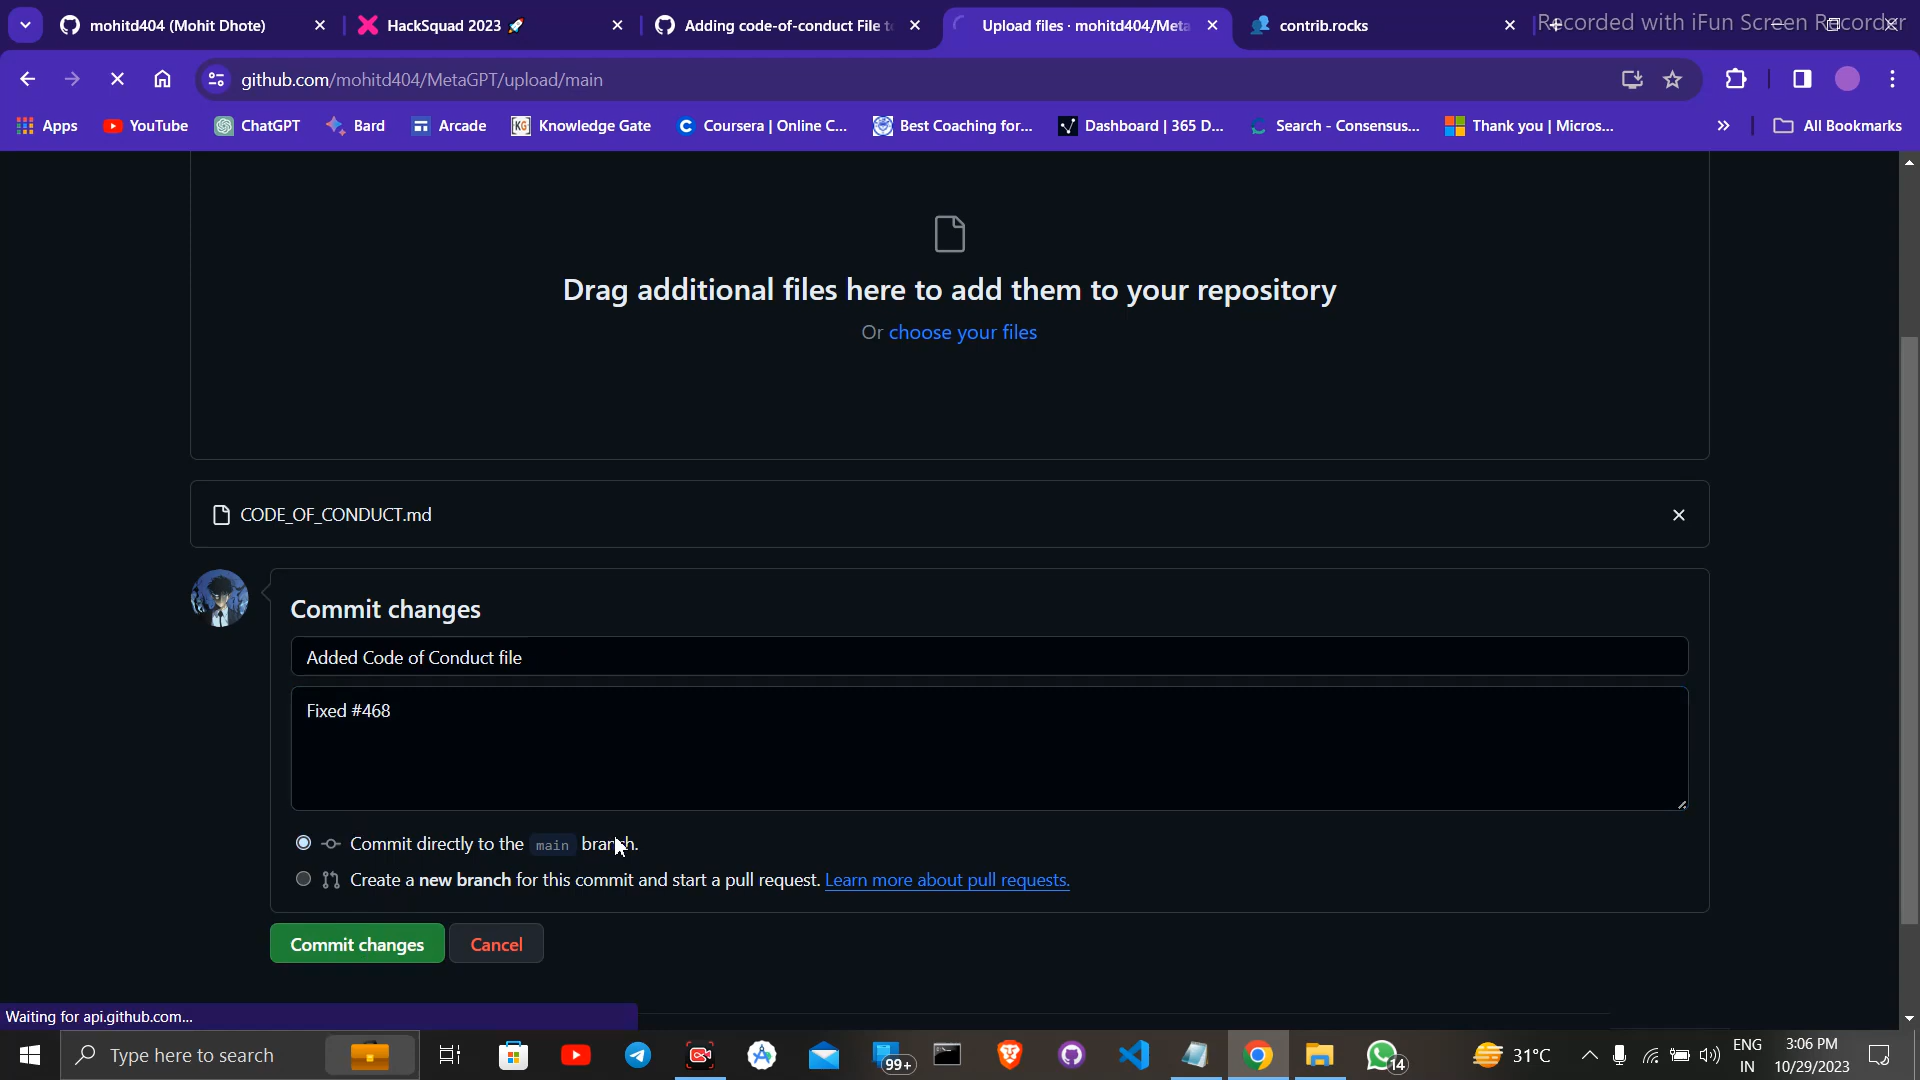 mohitd404 (Mohit Dhote)
HackSquad 2023 🚀
Adding code-of-conduct File to
Upload files · mohitd404/Meta
contrib.rocks
Recorded with iFun Screen Recorder
github.com/mohitd404/MetaGPT/upload/main
Apps
YouTube
ChatGPT
Bard
Arcade
KG Knowledge Gate
Coursera | Online C...
Best Coaching for...
Dashboard | 365 D...
Search - Consensus...
Thank you | Micros...
All Bookmarks
Drag additional files here to add them to your repository
Or choose your files
CODE_OF_CONDUCT.md
Commit changes
Added Code of Conduct file
Fixed #468
Commit directly to the main branch.
Create a new branch for this commit and start a pull request. Learn more about pull requests.
Commit changes
Cancel
Waiting for api.github.com...
Type here to search
99+
14
31°C
ENG
IN
3:06 PM
10/29/2023